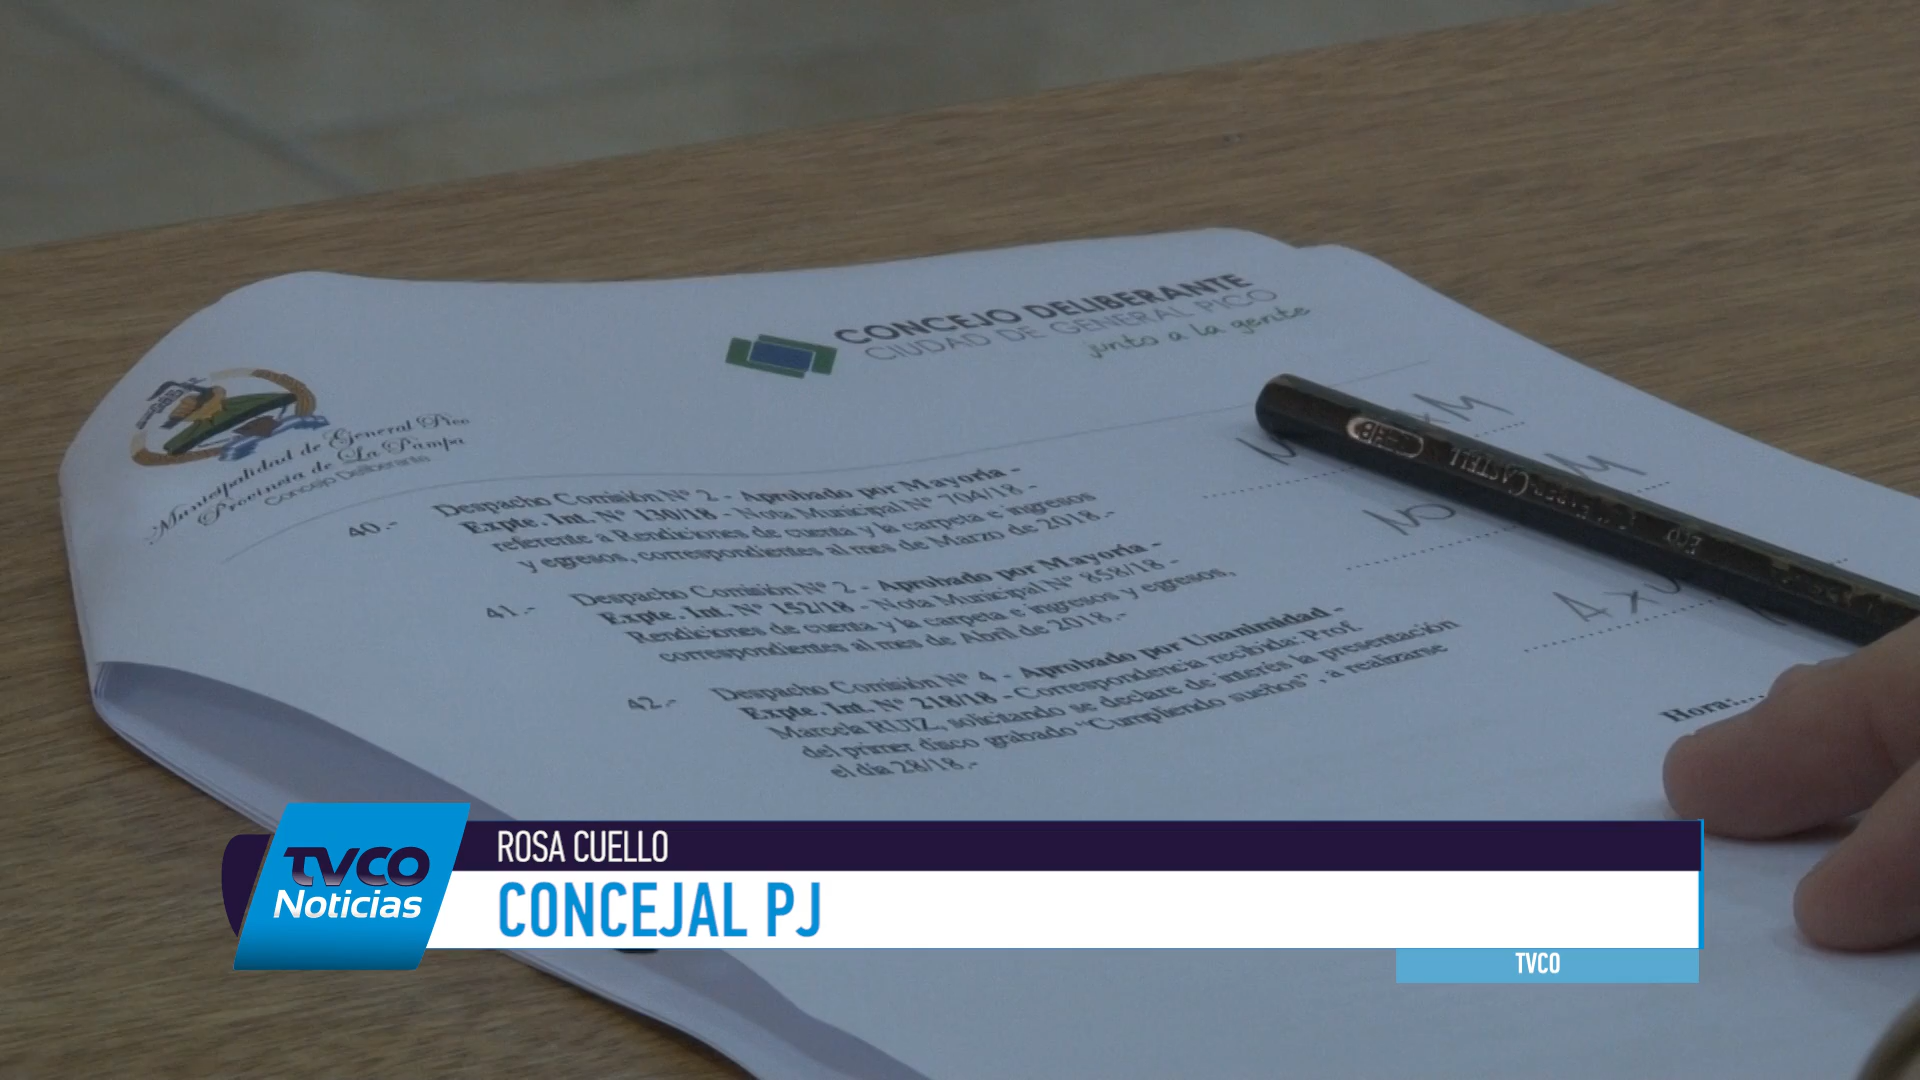 CONCEJO DELIBERANTE
CIUDAD DE GENERAL PICO
junto a la gente
Municipalidad de General Pico
Provincia de La Pampa
Concejo Deliberante
40.- Despacho Comisión Nº 2 - Aprobado por Mayoría -
Expte. Int. Nº 130/18 - Nota Municipal Nº 704/18 -
referente a Rendiciones de cuenta y la carpeta e ingresos
y egresos, correspondientes al mes de Marzo de 2018.-
41.- Despacho Comisión Nº 2 - Aprobado por Mayoría -
Expte. Int. Nº 152/18 - Nota Municipal Nº 858/18 -
Rendiciones de cuenta y la carpeta e ingresos y egresos,
correspondientes al mes de Abril de 2018.-
42.- Despacho Comisión Nº 4 - Aprobado por Unanimidad -
Expte. Int. Nº 218/18 - Correspondencia recibida: Prof.
Marcela RUIZ, solicitando se declare de interés la presentación
del primer disco grabado "Cumpliendo sueños", a realizarse
el día 28/18.-
Hora:...
TVCO
Noticias
ROSA CUELLO
CONCEJAL PJ
TVCO